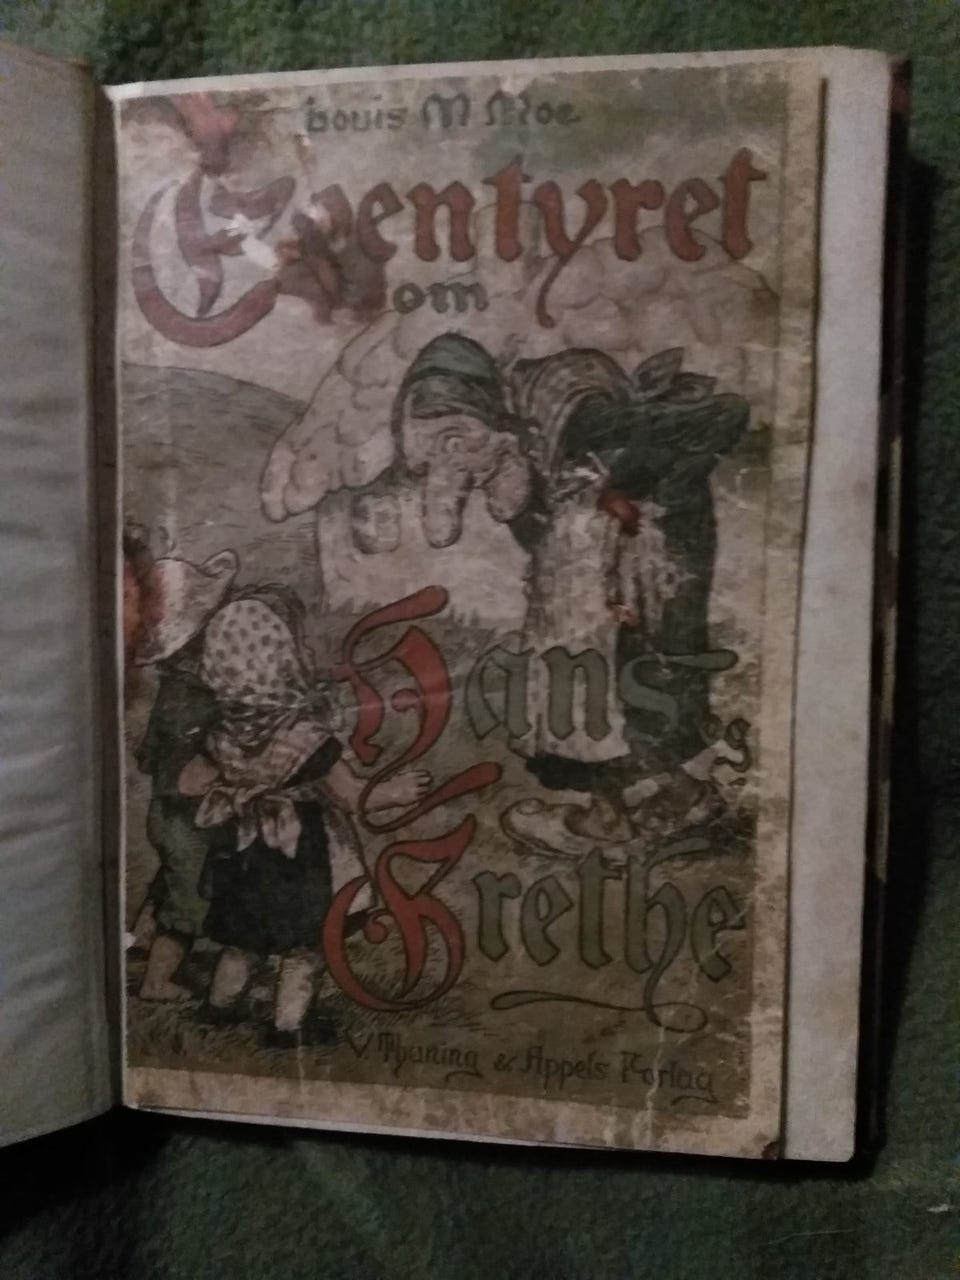 Louis M Moe
Eventyret
om
Hans
og
Grethe
V. Thaning & Appels Forlag